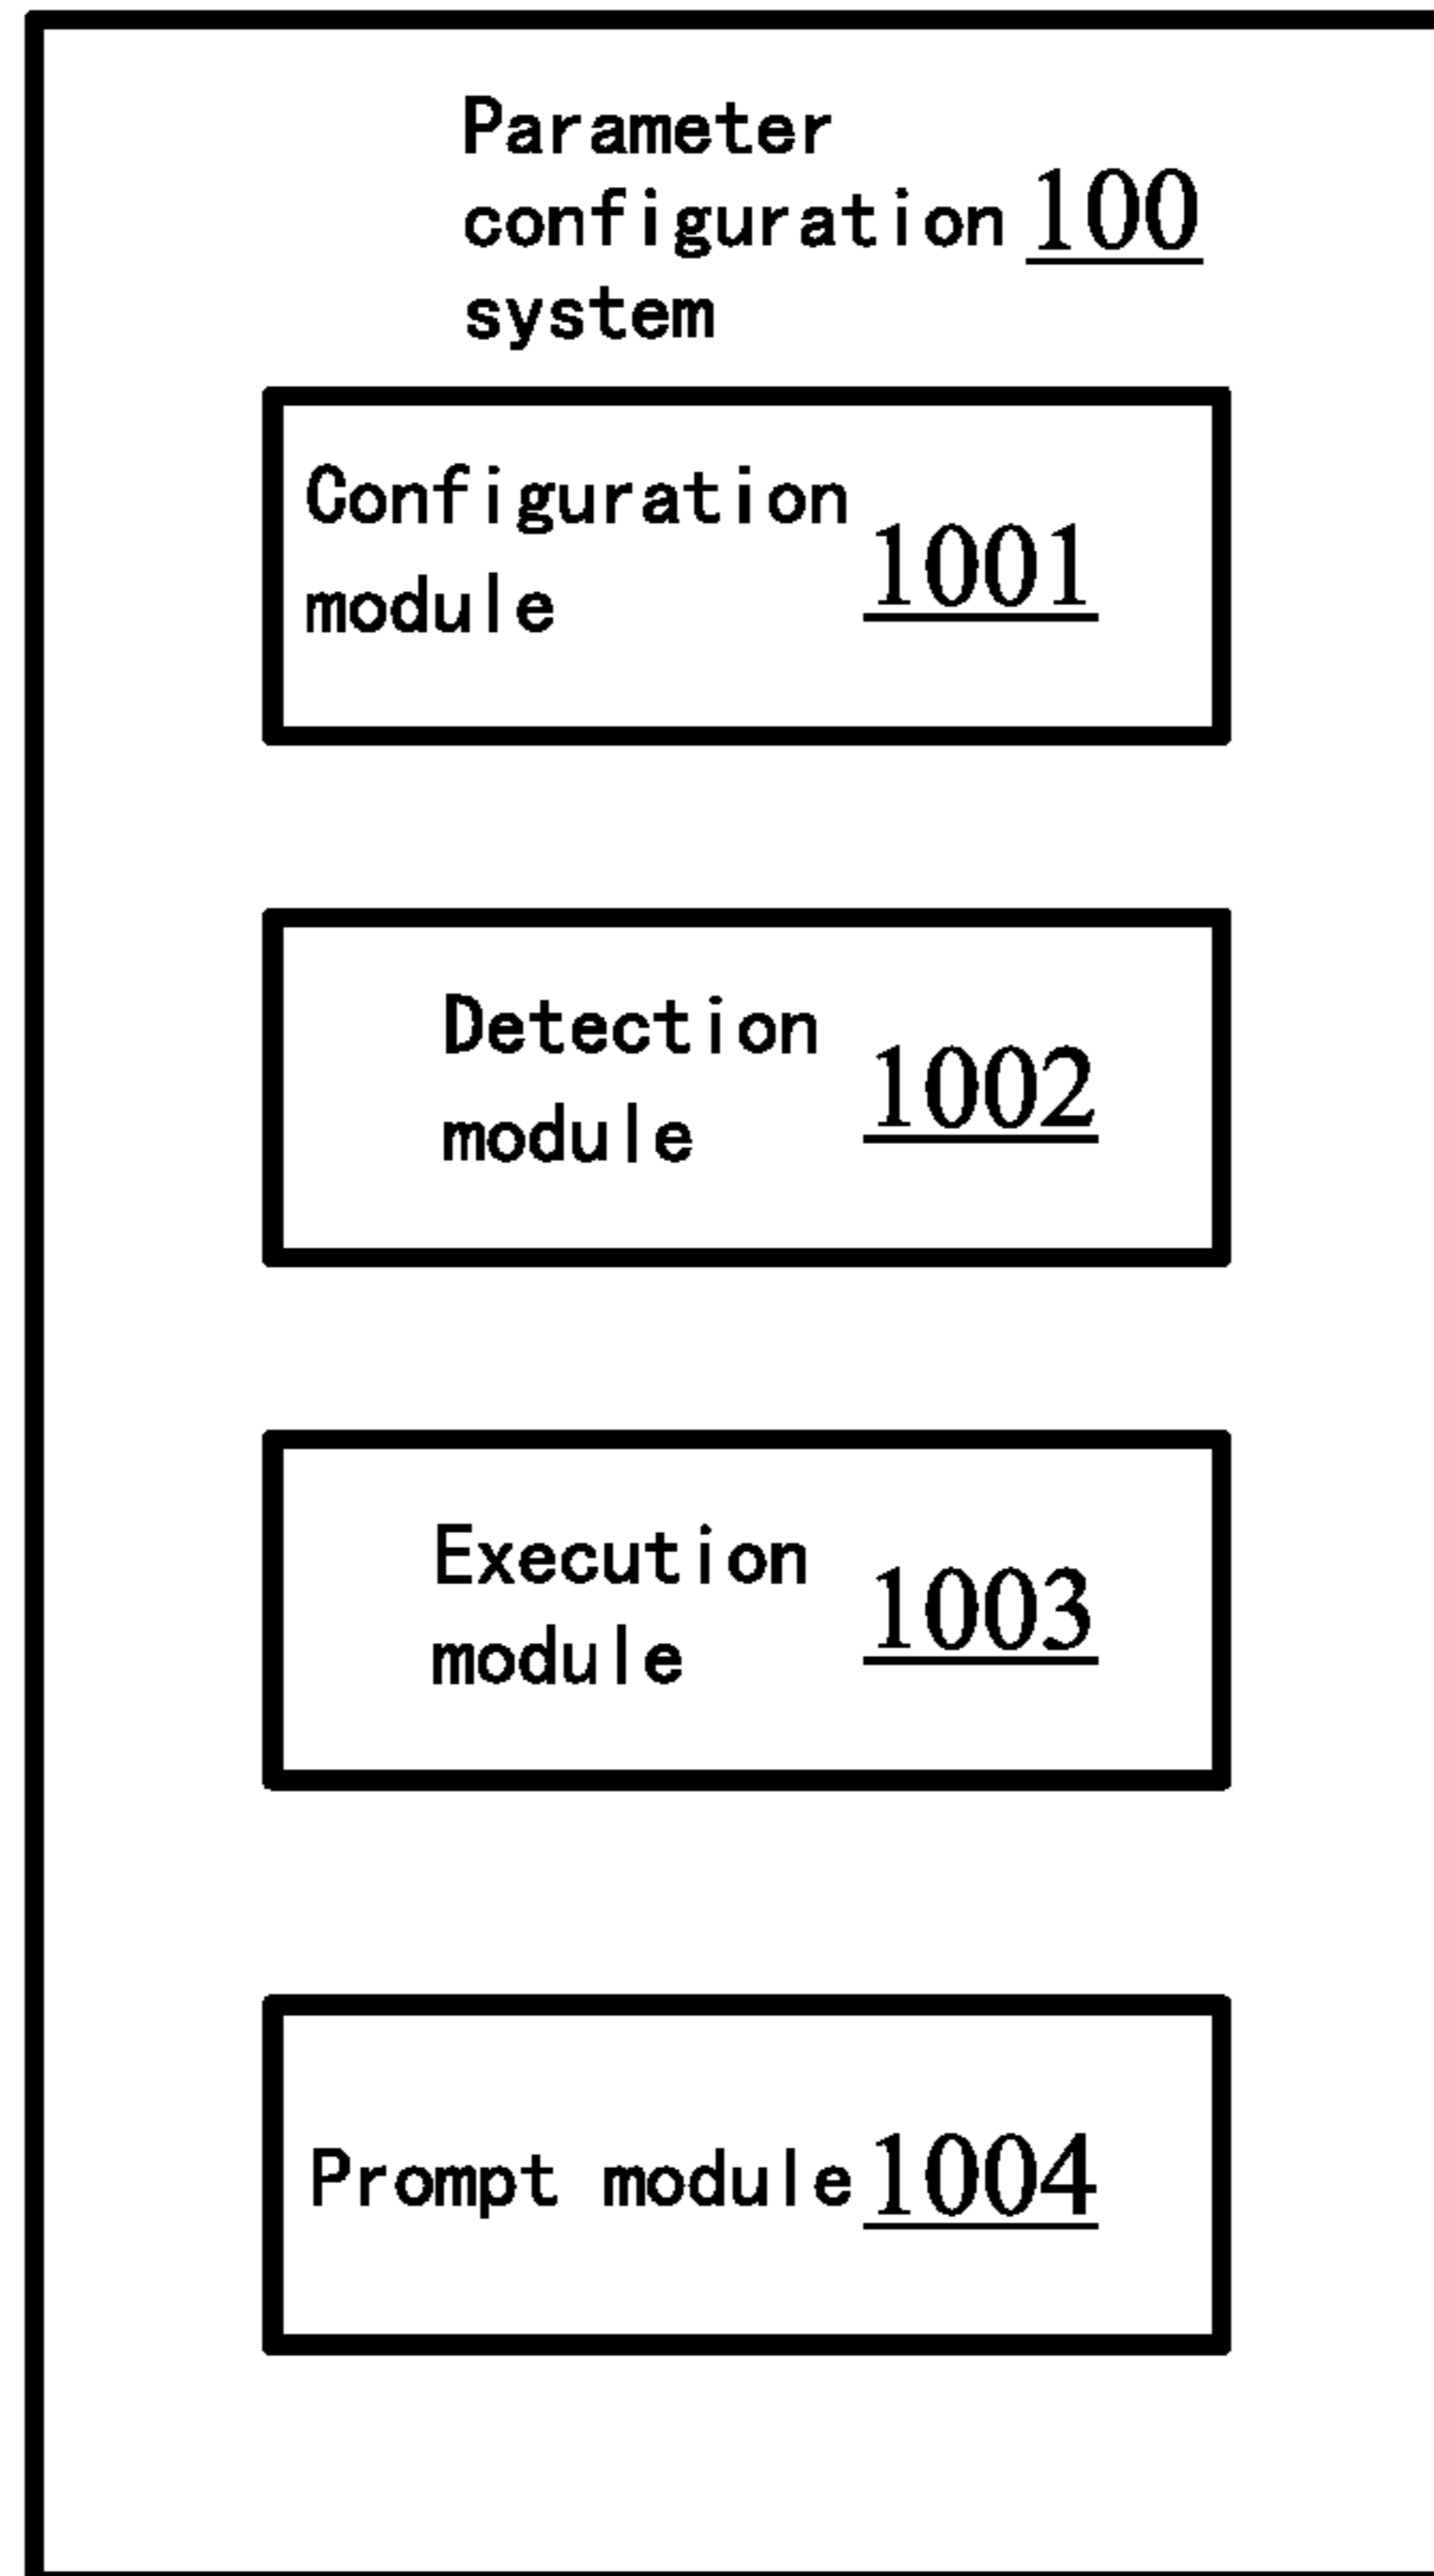 Parameter
configuration 100
system
Configuration
module 1001
Detection
module 1002
Execution
module 1003
Prompt module 1004